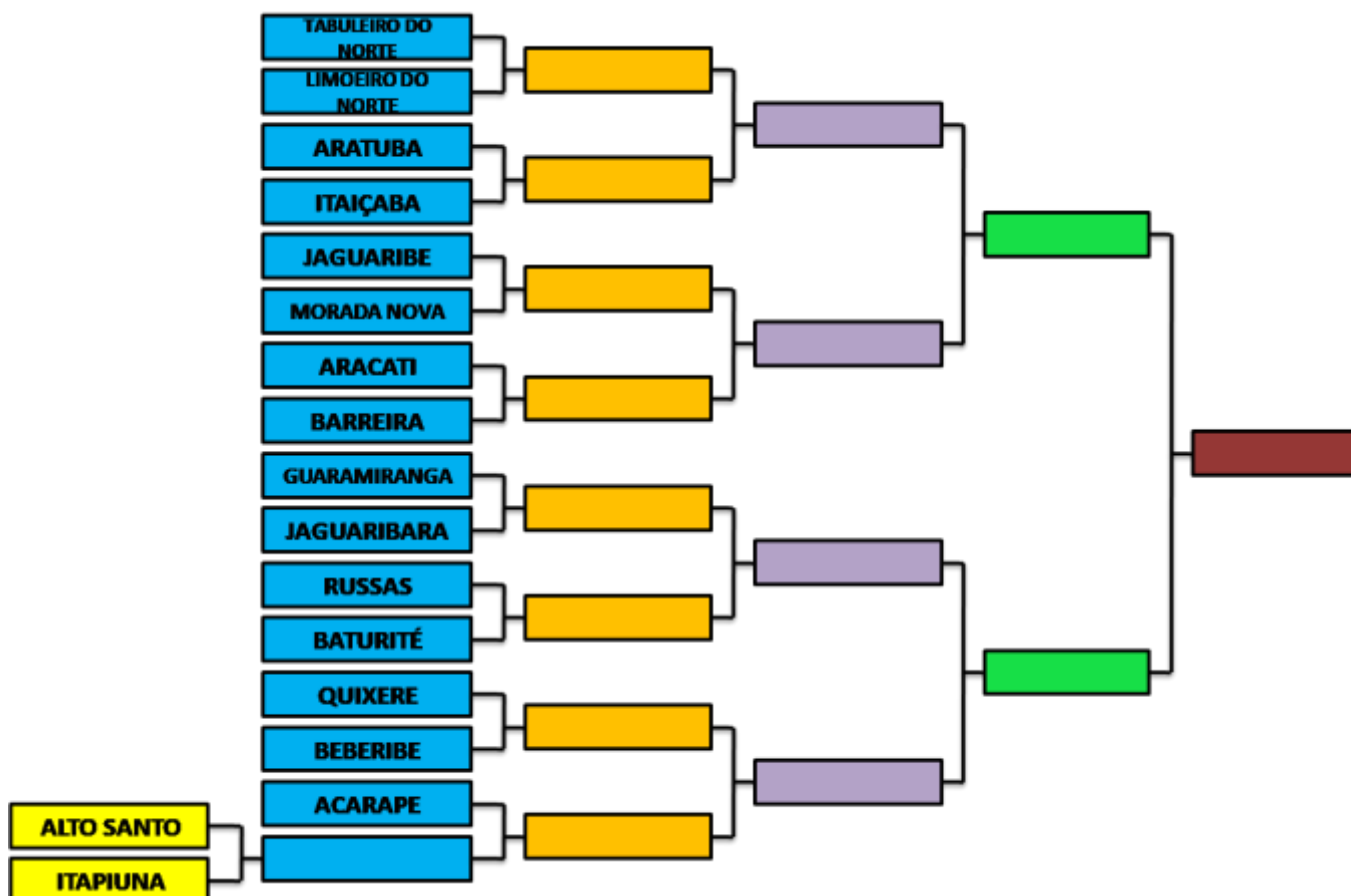 TABULEIRO DO
NORTE
LIMOEIRO DO
NORTE
ARATUBA
ITAIÇABA
JAGUARIBE
MORADA NOVA
ARACATI
BARREIRA
GUARAMIRANGA
JAGUARIBARA
RUSSAS
BATURITÉ
QUIXERE
BEBERIBE
ACARAPE
ALTO SANTO
ITAPIUNA